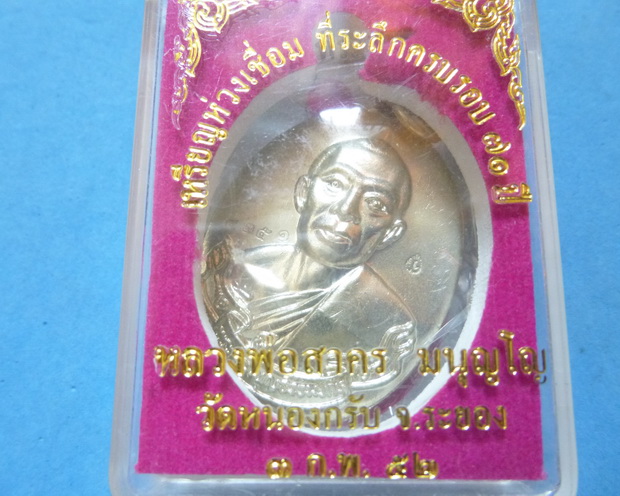 เหรียญห่วงเชื่อม ที่ระลึกครบรอบ ๗๑ ปี
หลวงพ่อสาคร มนุญโญ
วัดหนองกรับ จ.ระยอง
๓ ก.พ. ๕๒